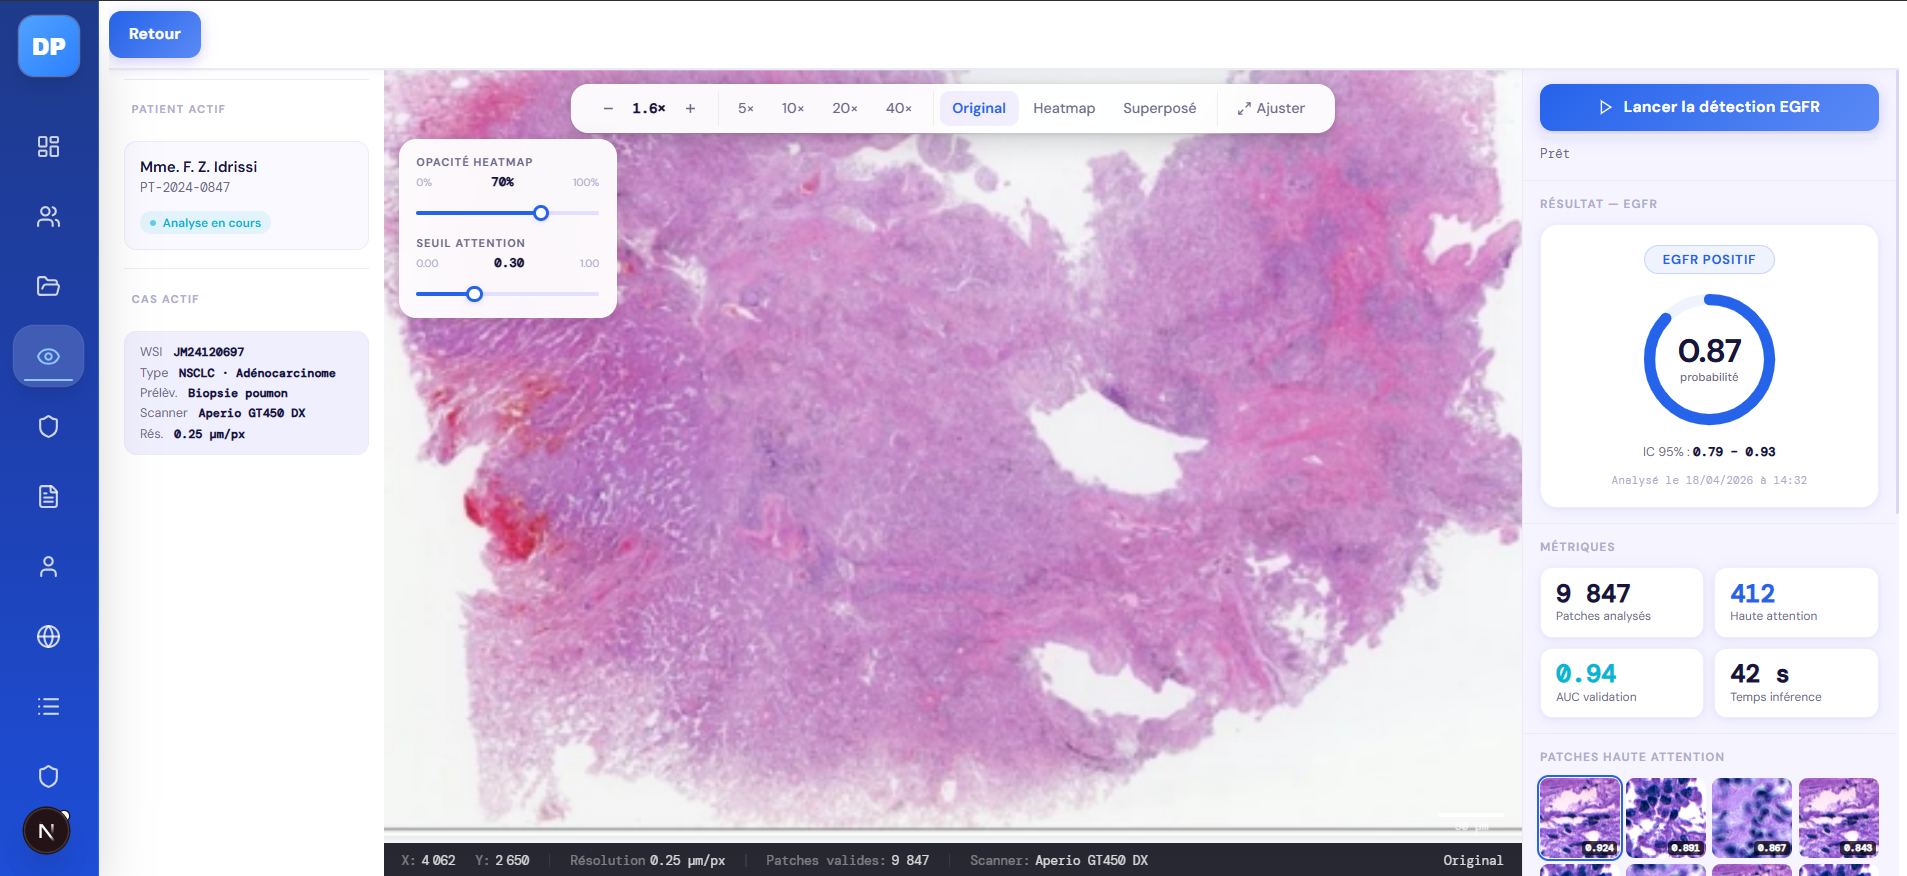 DP
Retour
PATIENT ACTIF
Mme. F. Z. Idrissi
PT-2024-0847
Analyse en cours
CAS ACTIF
WSI JM24120697
Type NSCLC · Adénocarcinome
Prélèv. Biopsie poumon
Scanner Aperio GT450 DX
Rés. 0.25 µm/px
N
− 1.6× + 5× 10× 20× 40× Original Heatmap Superposé Ajuster
OPACITÉ HEATMAP
0% 70% 100%
SEUIL ATTENTION
0.00 0.30 1.00
X: 4 062 Y: 2 650 Résolution 0.25 µm/px Patches valides: 9 847 Scanner: Aperio GT450 DX Original
Lancer la détection EGFR
Prêt
RÉSULTAT — EGFR
EGFR POSITIF
0.87
probabilité
IC 95% : 0.79 – 0.93
Analysé le 18/04/2026 à 14:32
MÉTRIQUES
9 847
Patches analysés
412
Haute attention
0.94
AUC validation
42 s
Temps inférence
PATCHES HAUTE ATTENTION
0.924 0.891 0.867 0.843